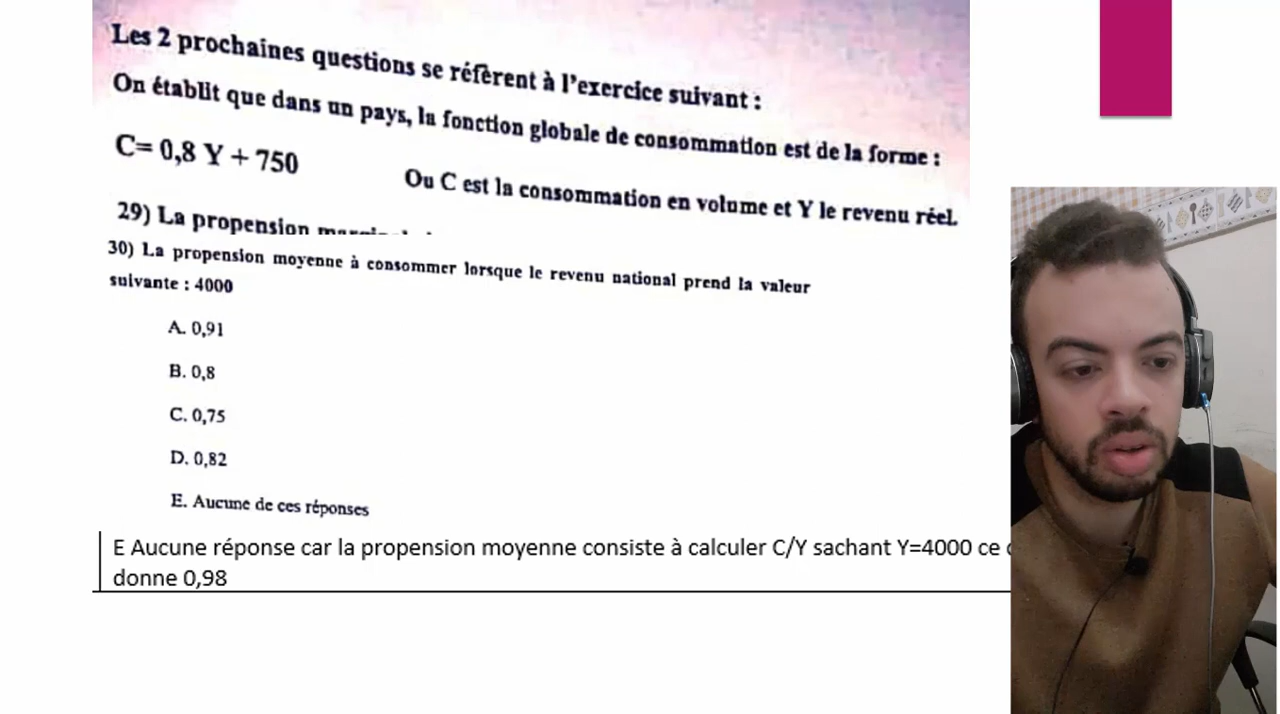 Les 2 prochaines questions se réfèrent à l'exercice suivant :
On établit que dans un pays, la fonction globale de consommation est de la forme :
C= 0,8 Y + 750
Ou C est la consommation en volume et Y le revenu réel.
29) La propension
30) La propension moyenne à consommer lorsque le revenu national prend la valeur
suivante : 4000
A. 0,91
B. 0,8
C. 0,75
D. 0,82
E. Aucune de ces réponses
E Aucune réponse car la propension moyenne consiste à calculer C/Y sachant Y=4000 ce
donne 0,98